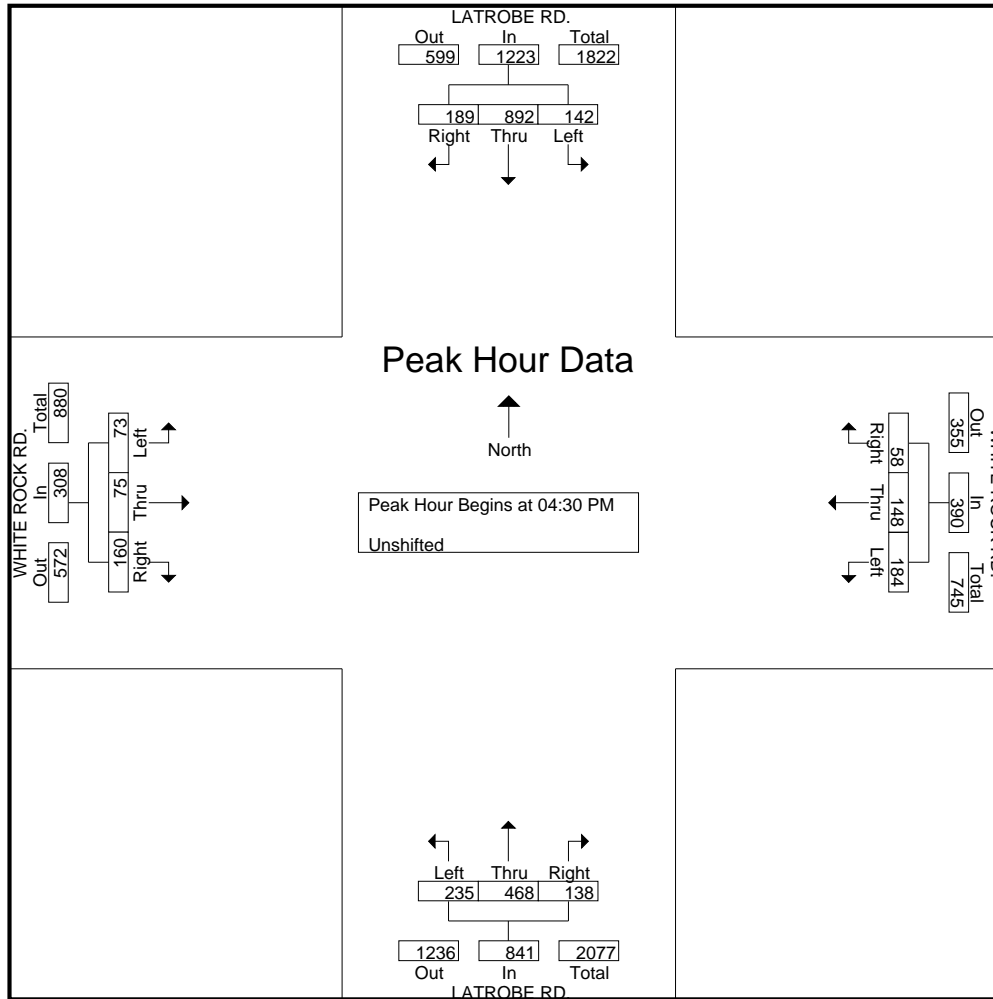 LATROBE RD.
Out In Total
599 1223 1822
189 892 142
Right Thru Left
Peak Hour Data
North
Peak Hour Begins at 04:30 PM
Unshifted
WHITE ROCK RD.
Total In Out
880 308 572
73 75 160
Left Thru Right
Out In Total
355 390 745
58 148 184
Right Thru Left
Left Thru Right
235 468 138
1236 841 2077
Out In Total
LATROBE RD.